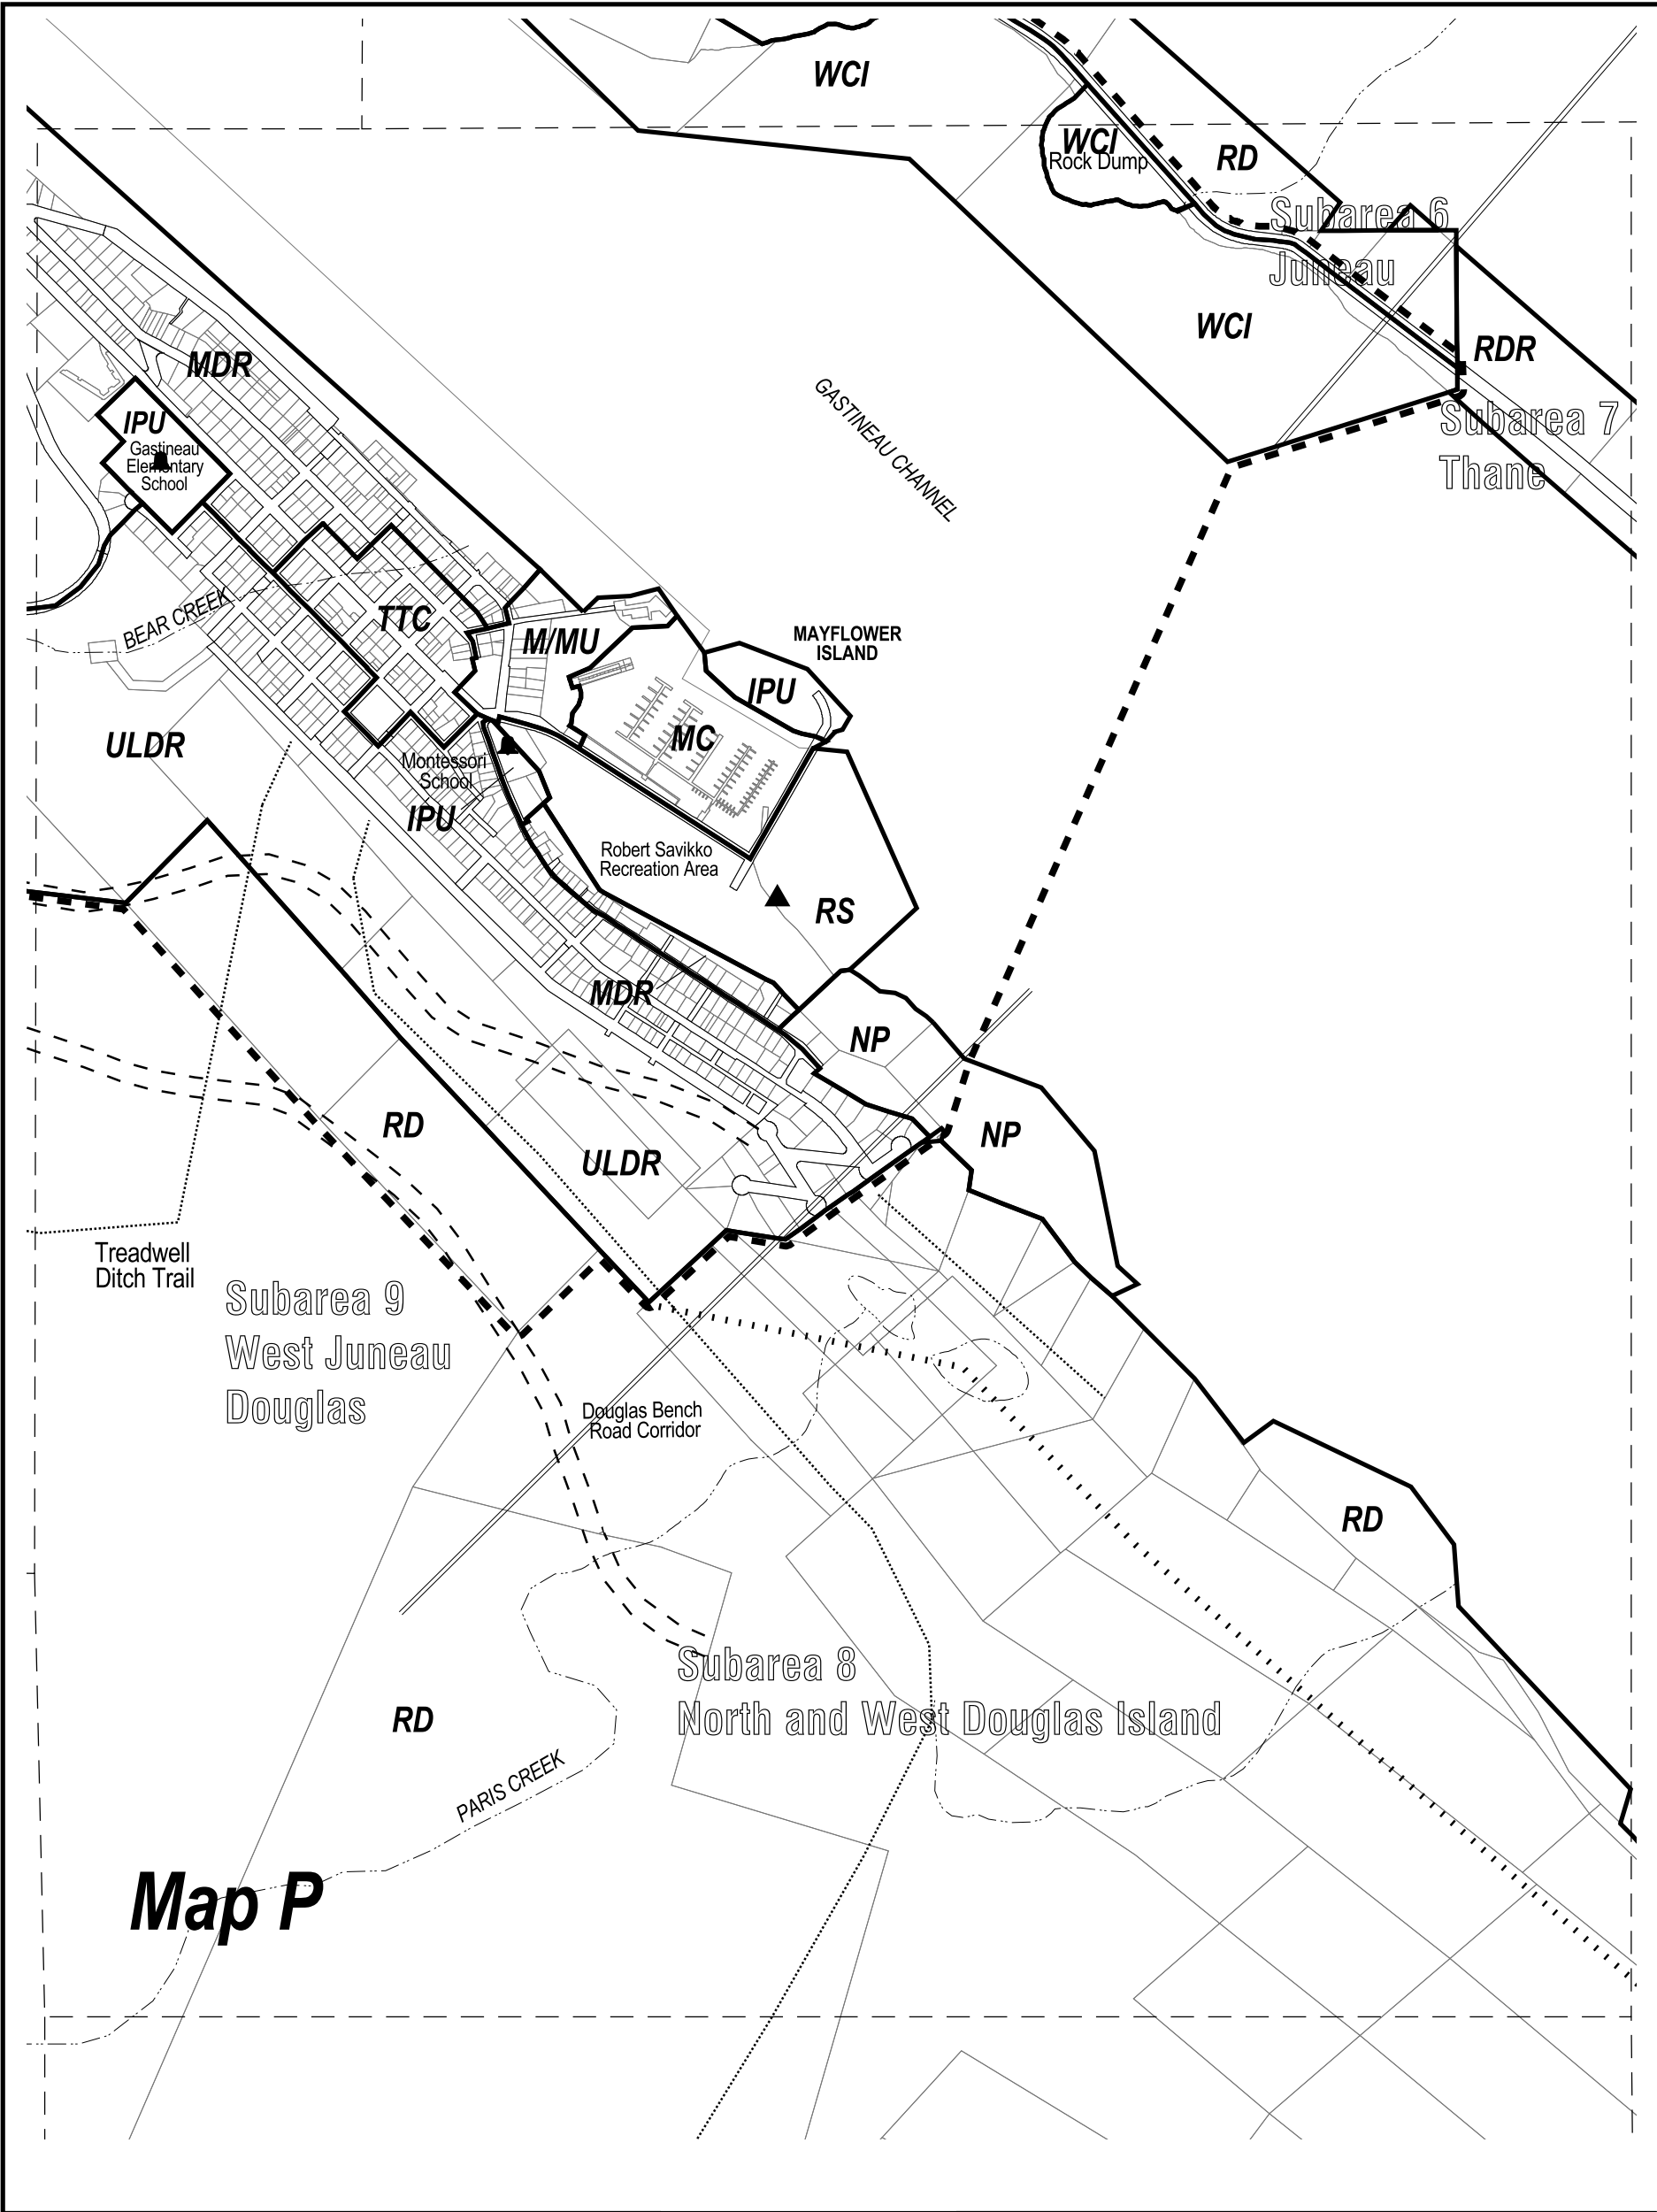 WCI
WCI
Rock Dump
RD
Subarea 6
Juneau
WCI
RDR
MDR
Subarea 7
Thane
GASTINEAU CHANNEL
IPU
Gastineau
Elementary
School
BEAR CREEK
TTC
M/MU
MAYFLOWER
ISLAND
IPU
MC
ULDR
Montessori
School
IPU
Robert Savikko
Recreation Area
RS
MDR
NP
RD
NP
ULDR
Treadwell
Ditch Trail
Subarea 9
West Juneau
Douglas
Douglas Bench
Road Corridor
RD
Subarea 8
North and West Douglas Island
RD
PARIS CREEK
Map P